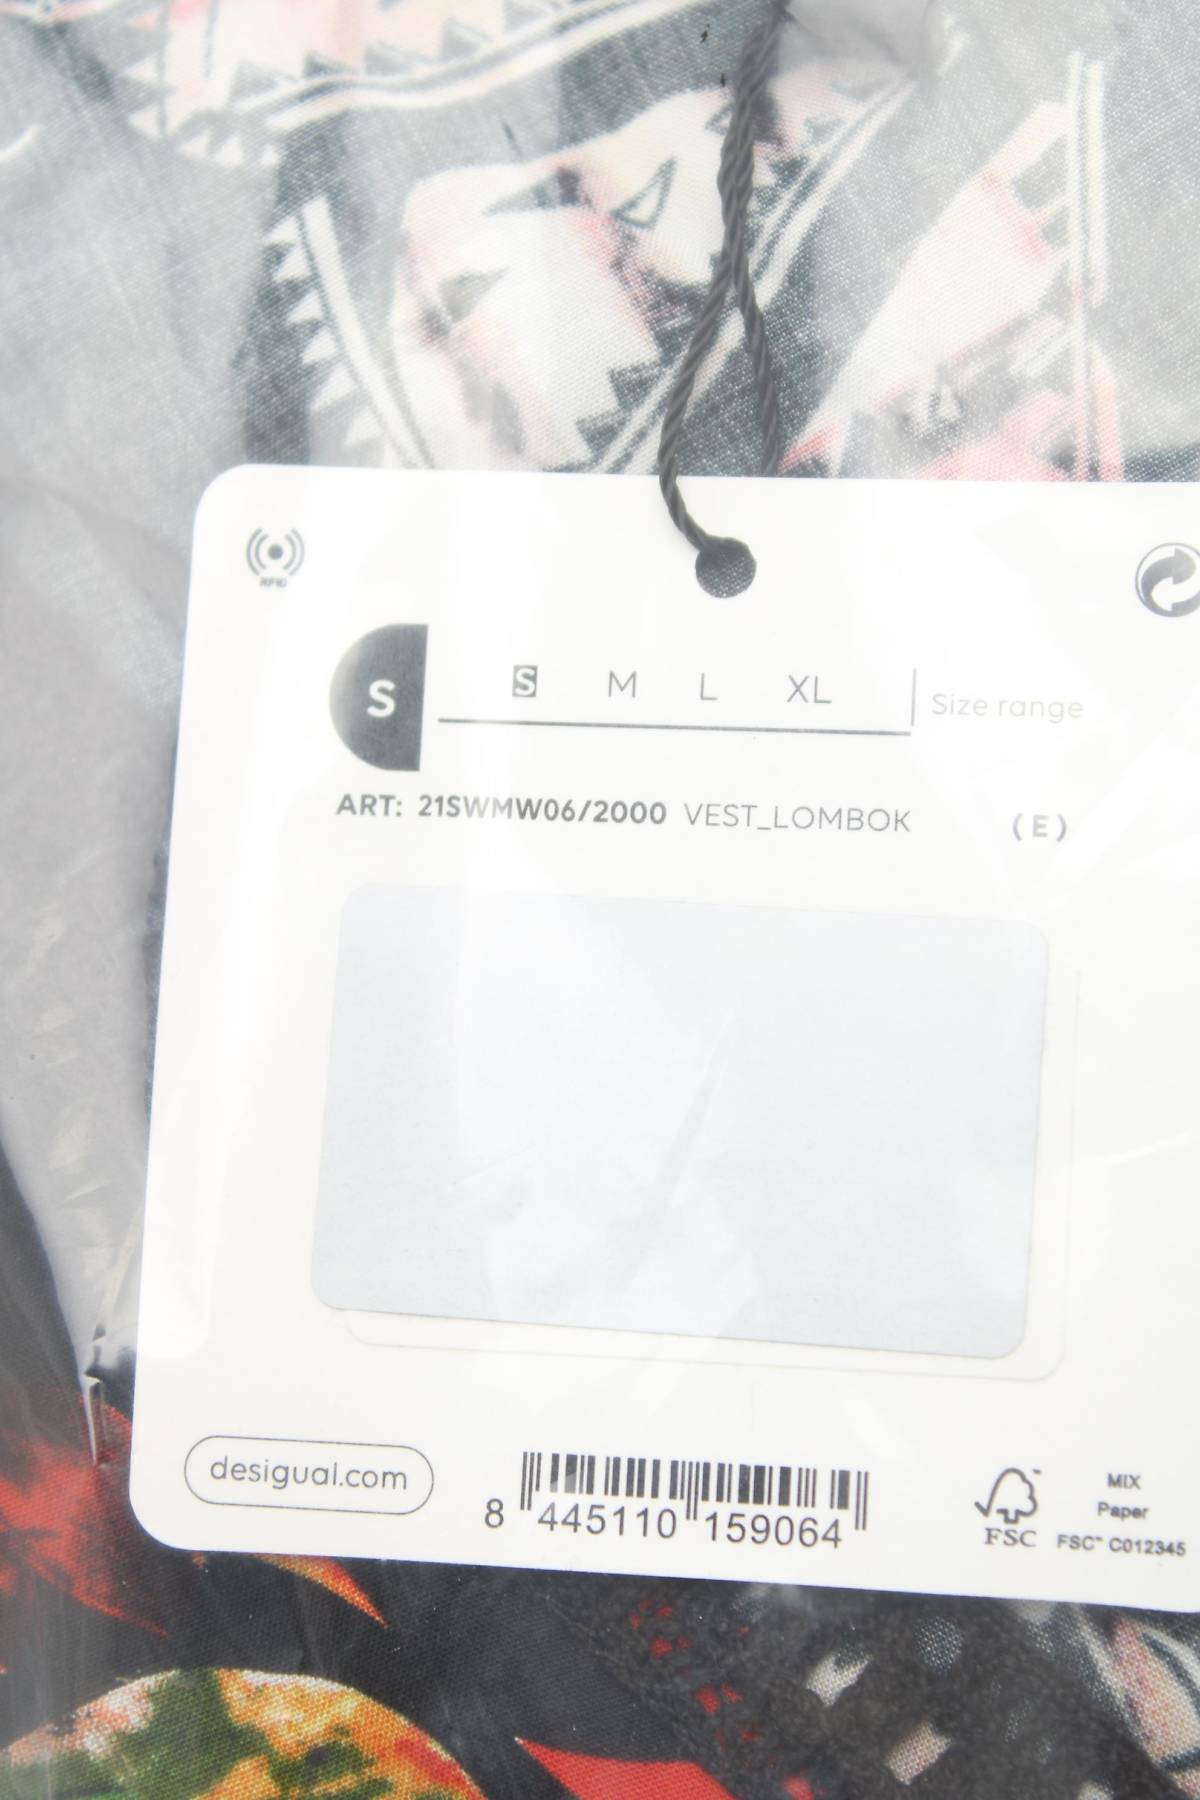 RFID
S
S M L XL Size range
ART: 21SWMW06/2000 VEST_LOMBOK (E)
desigual.com
8 445110 159064
FSC
MIX
Paper
FSC™ C012345